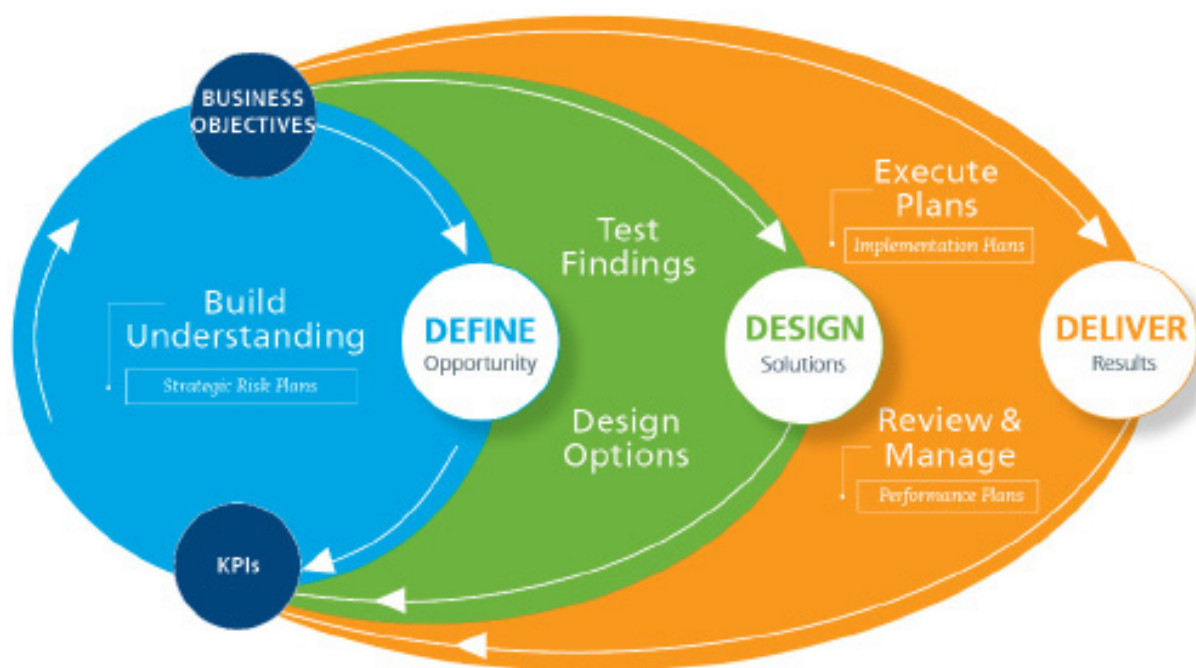 BUSINESS
OBJECTIVES
Build
Understanding
Strategic Risk Plans
KPIs
DEFINE
Opportunity
Test
Findings
Design
Options
DESIGN
Solutions
Execute
Plans
Implementation Plans
Review &
Manage
Performance Plans
DELIVER
Results